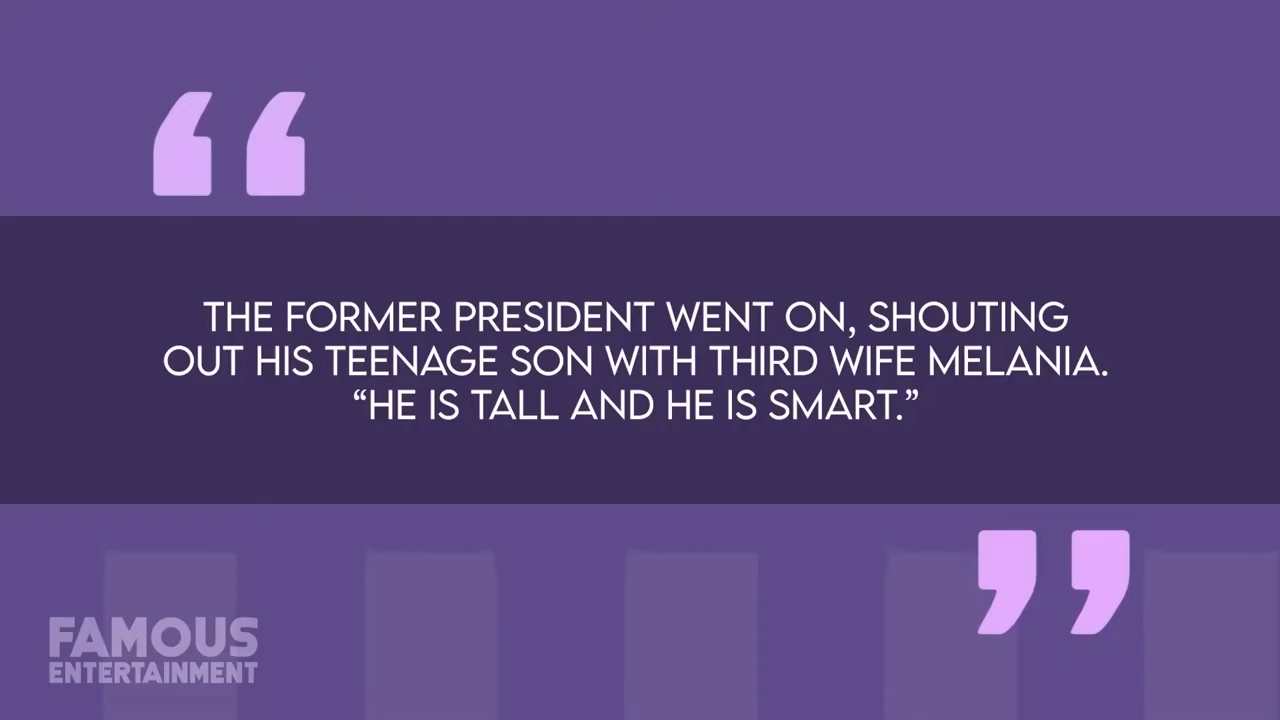 THE FORMER PRESIDENT WENT ON, SHOUTING
OUT HIS TEENAGE SON WITH THIRD WIFE MELANIA.
“HE IS TALL AND HE IS SMART.”
FAMOUS
ENTERTAINMENT